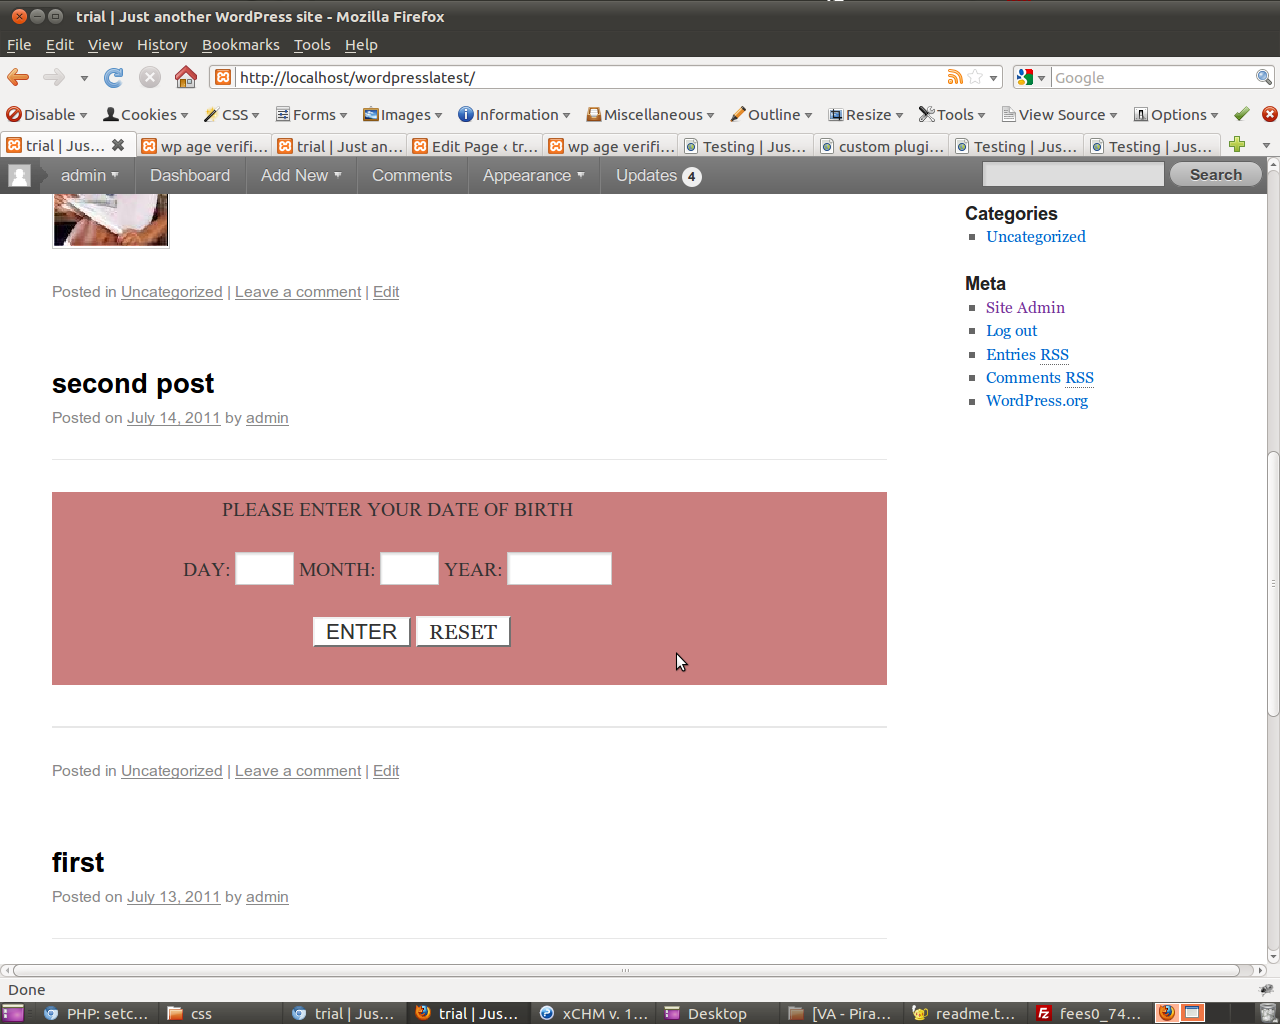 trial | Just another WordPress site - Mozilla Firefox
File Edit View History Bookmarks Tools Help
http://localhost/wordpresslatest/ Google
Disable Cookies CSS Forms Images Information Miscellaneous Outline Resize Tools View Source Options
trial | Jus... wp age verifi... trial | Just an... Edit Page ‹ tr... wp age verifi... Testing | Jus... custom plugi... Testing | Jus... Testing | Jus...
admin Dashboard Add New Comments Appearance Updates 4 Search
Categories
Uncategorized
Posted in Uncategorized | Leave a comment | Edit
Meta
Site Admin
Log out
Entries RSS
Comments RSS
WordPress.org
second post
Posted on July 14, 2011 by admin
PLEASE ENTER YOUR DATE OF BIRTH
DAY: MONTH: YEAR:
ENTER RESET
Posted in Uncategorized | Leave a comment | Edit
first
Posted on July 13, 2011 by admin
Done
PHP: setc... css trial | Jus... trial | Jus... xCHM v. 1... Desktop [VA - Pira... readme.t... fees0_74...